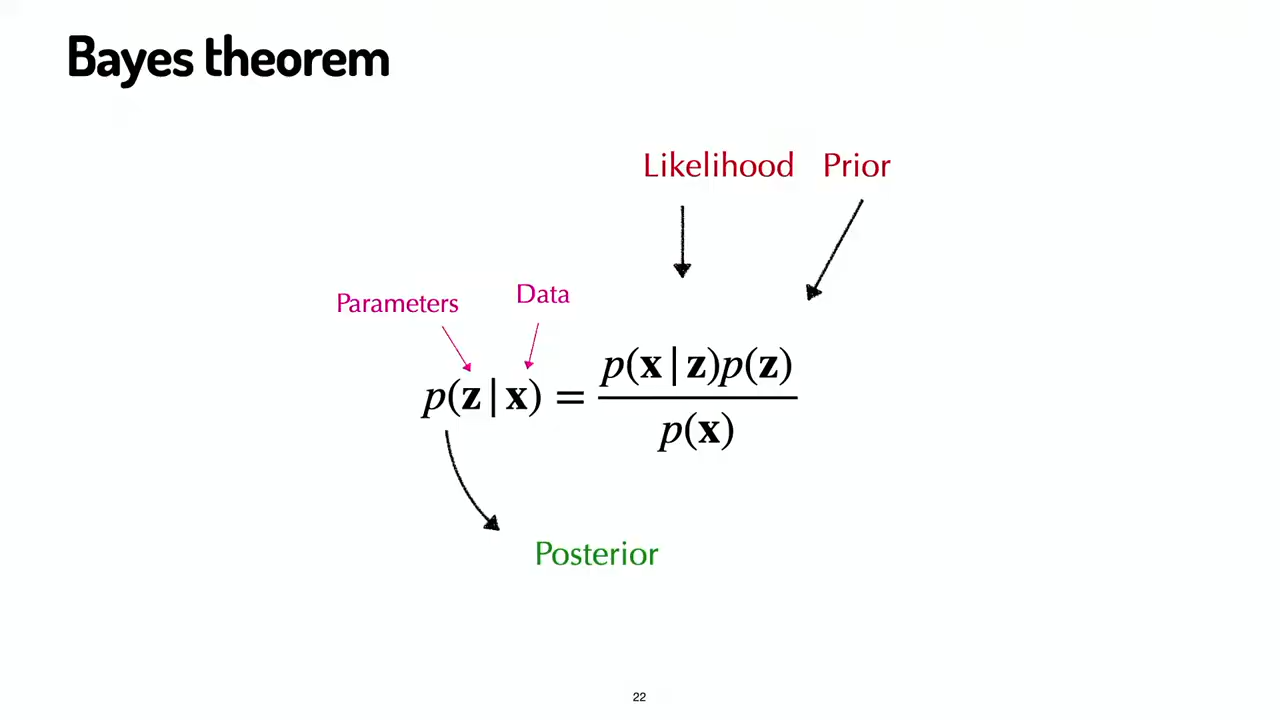 Bayes theorem
Likelihood Prior
Parameters Data
p(z|x) = p(x|z)p(z) / p(x)
Posterior
22